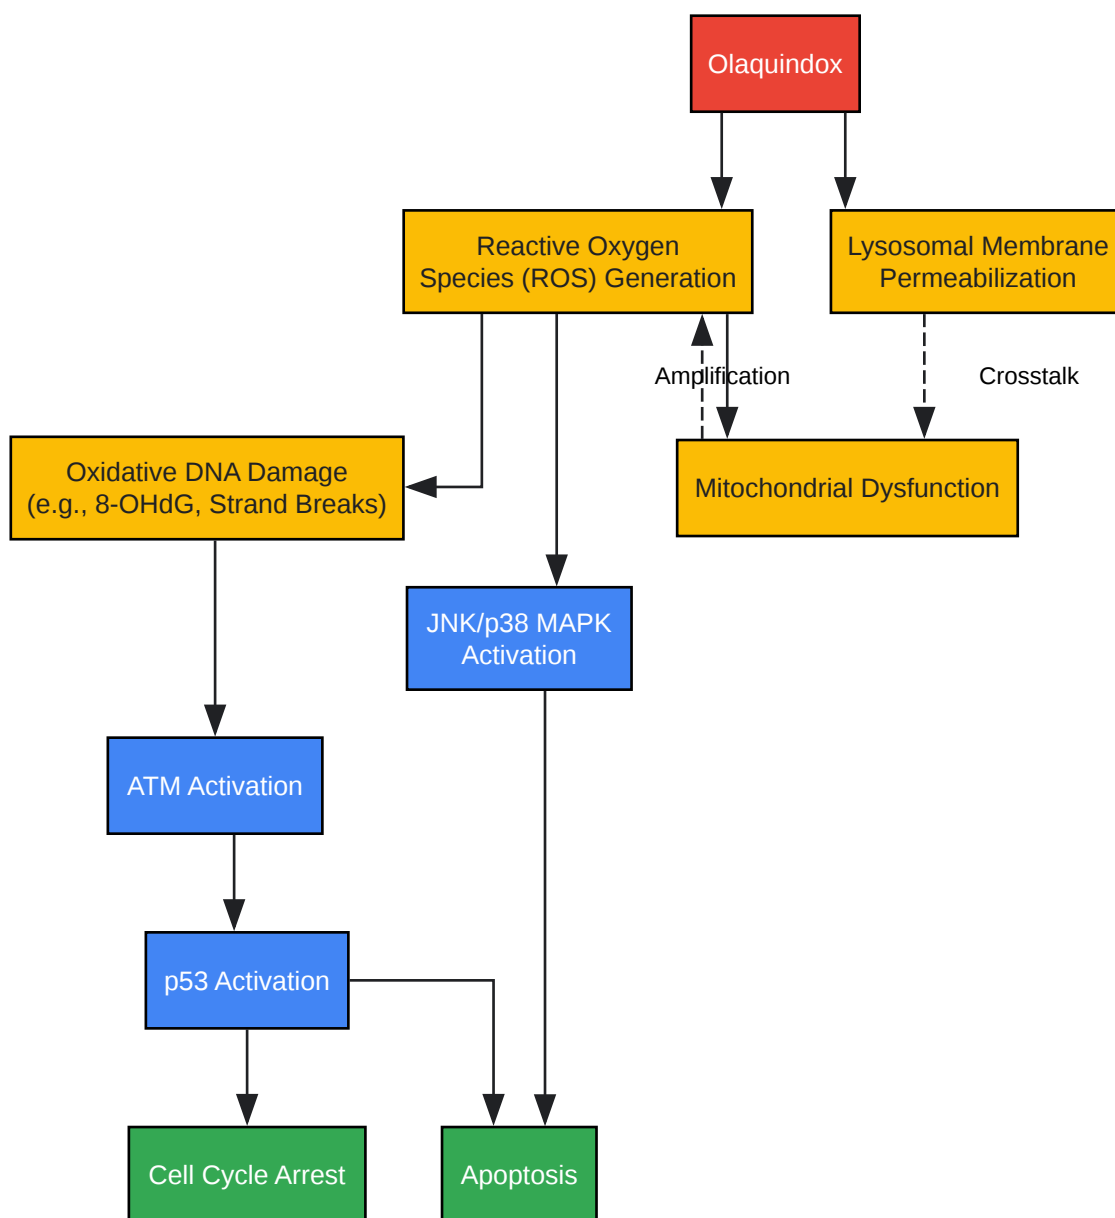 Olaquindox
Reactive Oxygen
Species (ROS) Generation
Lysosomal Membrane
Permeabilization
Amplification
Crosstalk
Oxidative DNA Damage
(e.g., 8-OHdG, Strand Breaks)
Mitochondrial Dysfunction
JNK/p38 MAPK
Activation
ATM Activation
p53 Activation
Cell Cycle Arrest
Apoptosis